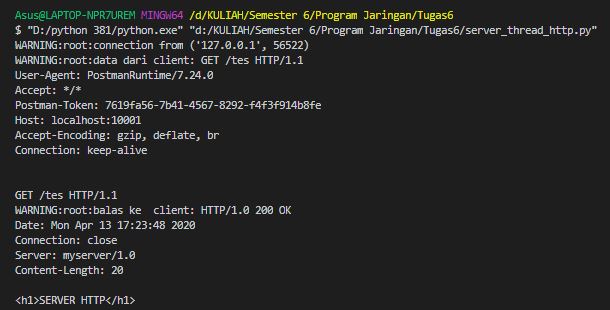 Asus@LAPTOP-NPR7UREM MINGW64 /d/KULIAH/Semester 6/Program Jaringan/Tugas6
$ "D:/python 381/python.exe" "d:/KULIAH/Semester 6/Program Jaringan/Tugas6/server_thread_http.py"
WARNING:root:connection from ('127.0.0.1', 56522)
WARNING:root:data dari client: GET /tes HTTP/1.1
User-Agent: PostmanRuntime/7.24.0
Accept: */*
Postman-Token: 7619fa56-7b41-4567-8292-f4f3f914b8fe
Host: localhost:10001
Accept-Encoding: gzip, deflate, br
Connection: keep-alive
GET /tes HTTP/1.1
WARNING:root:balas ke  client: HTTP/1.0 200 OK
Date: Mon Apr 13 17:23:48 2020
Connection: close
Server: myserver/1.0
Content-Length: 20
<h1>SERVER HTTP</h1>